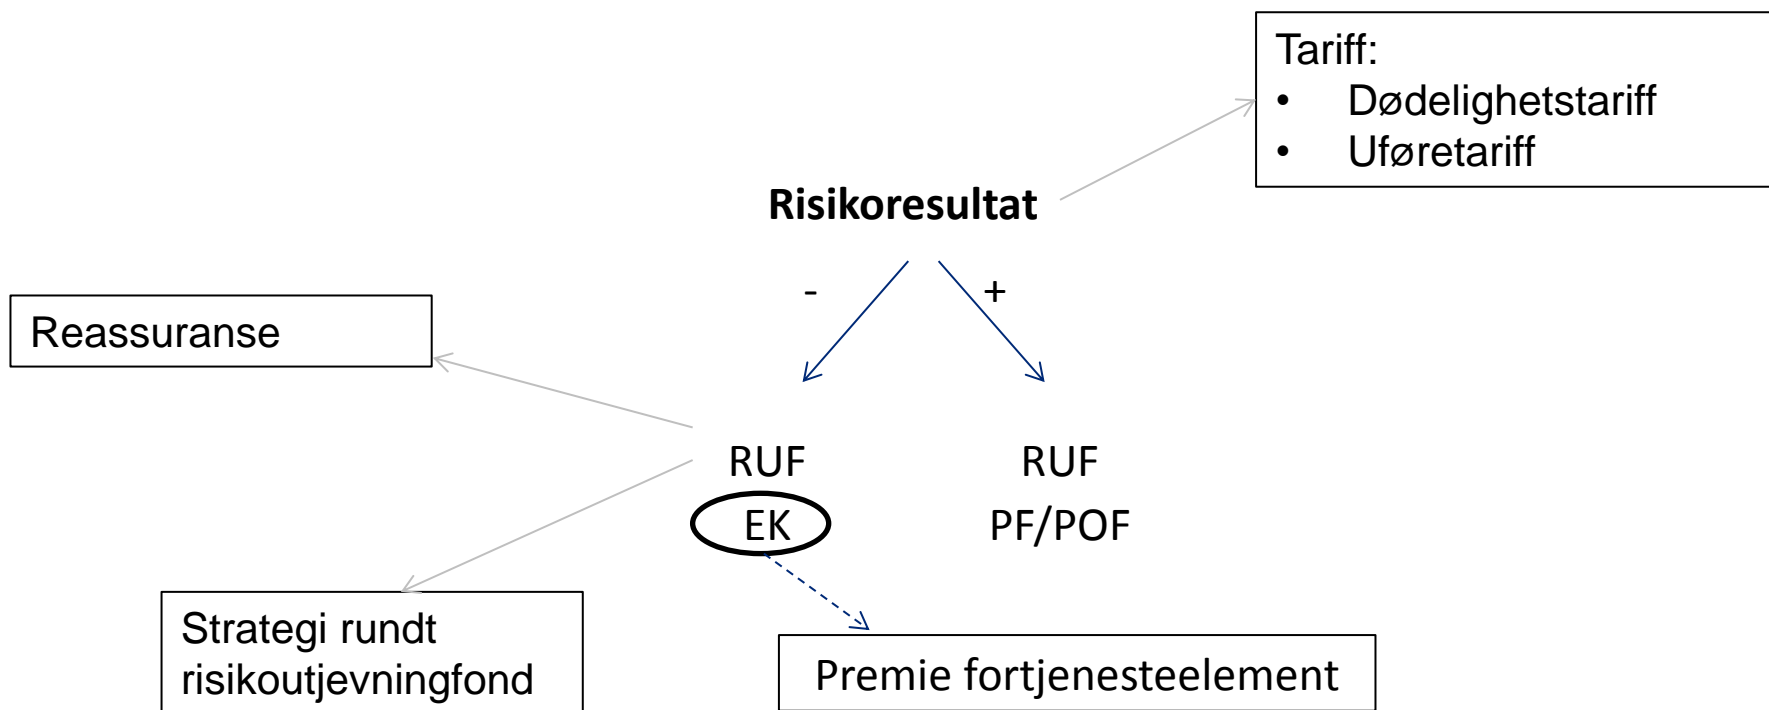 Tariff:
• Dødelighetstariff
• Uføretariff
Risikoresultat
- +
Reassuranse
RUF RUF
EK PF/POF
Strategi rundt
risikoutjevningfond
Premie fortjenesteelement